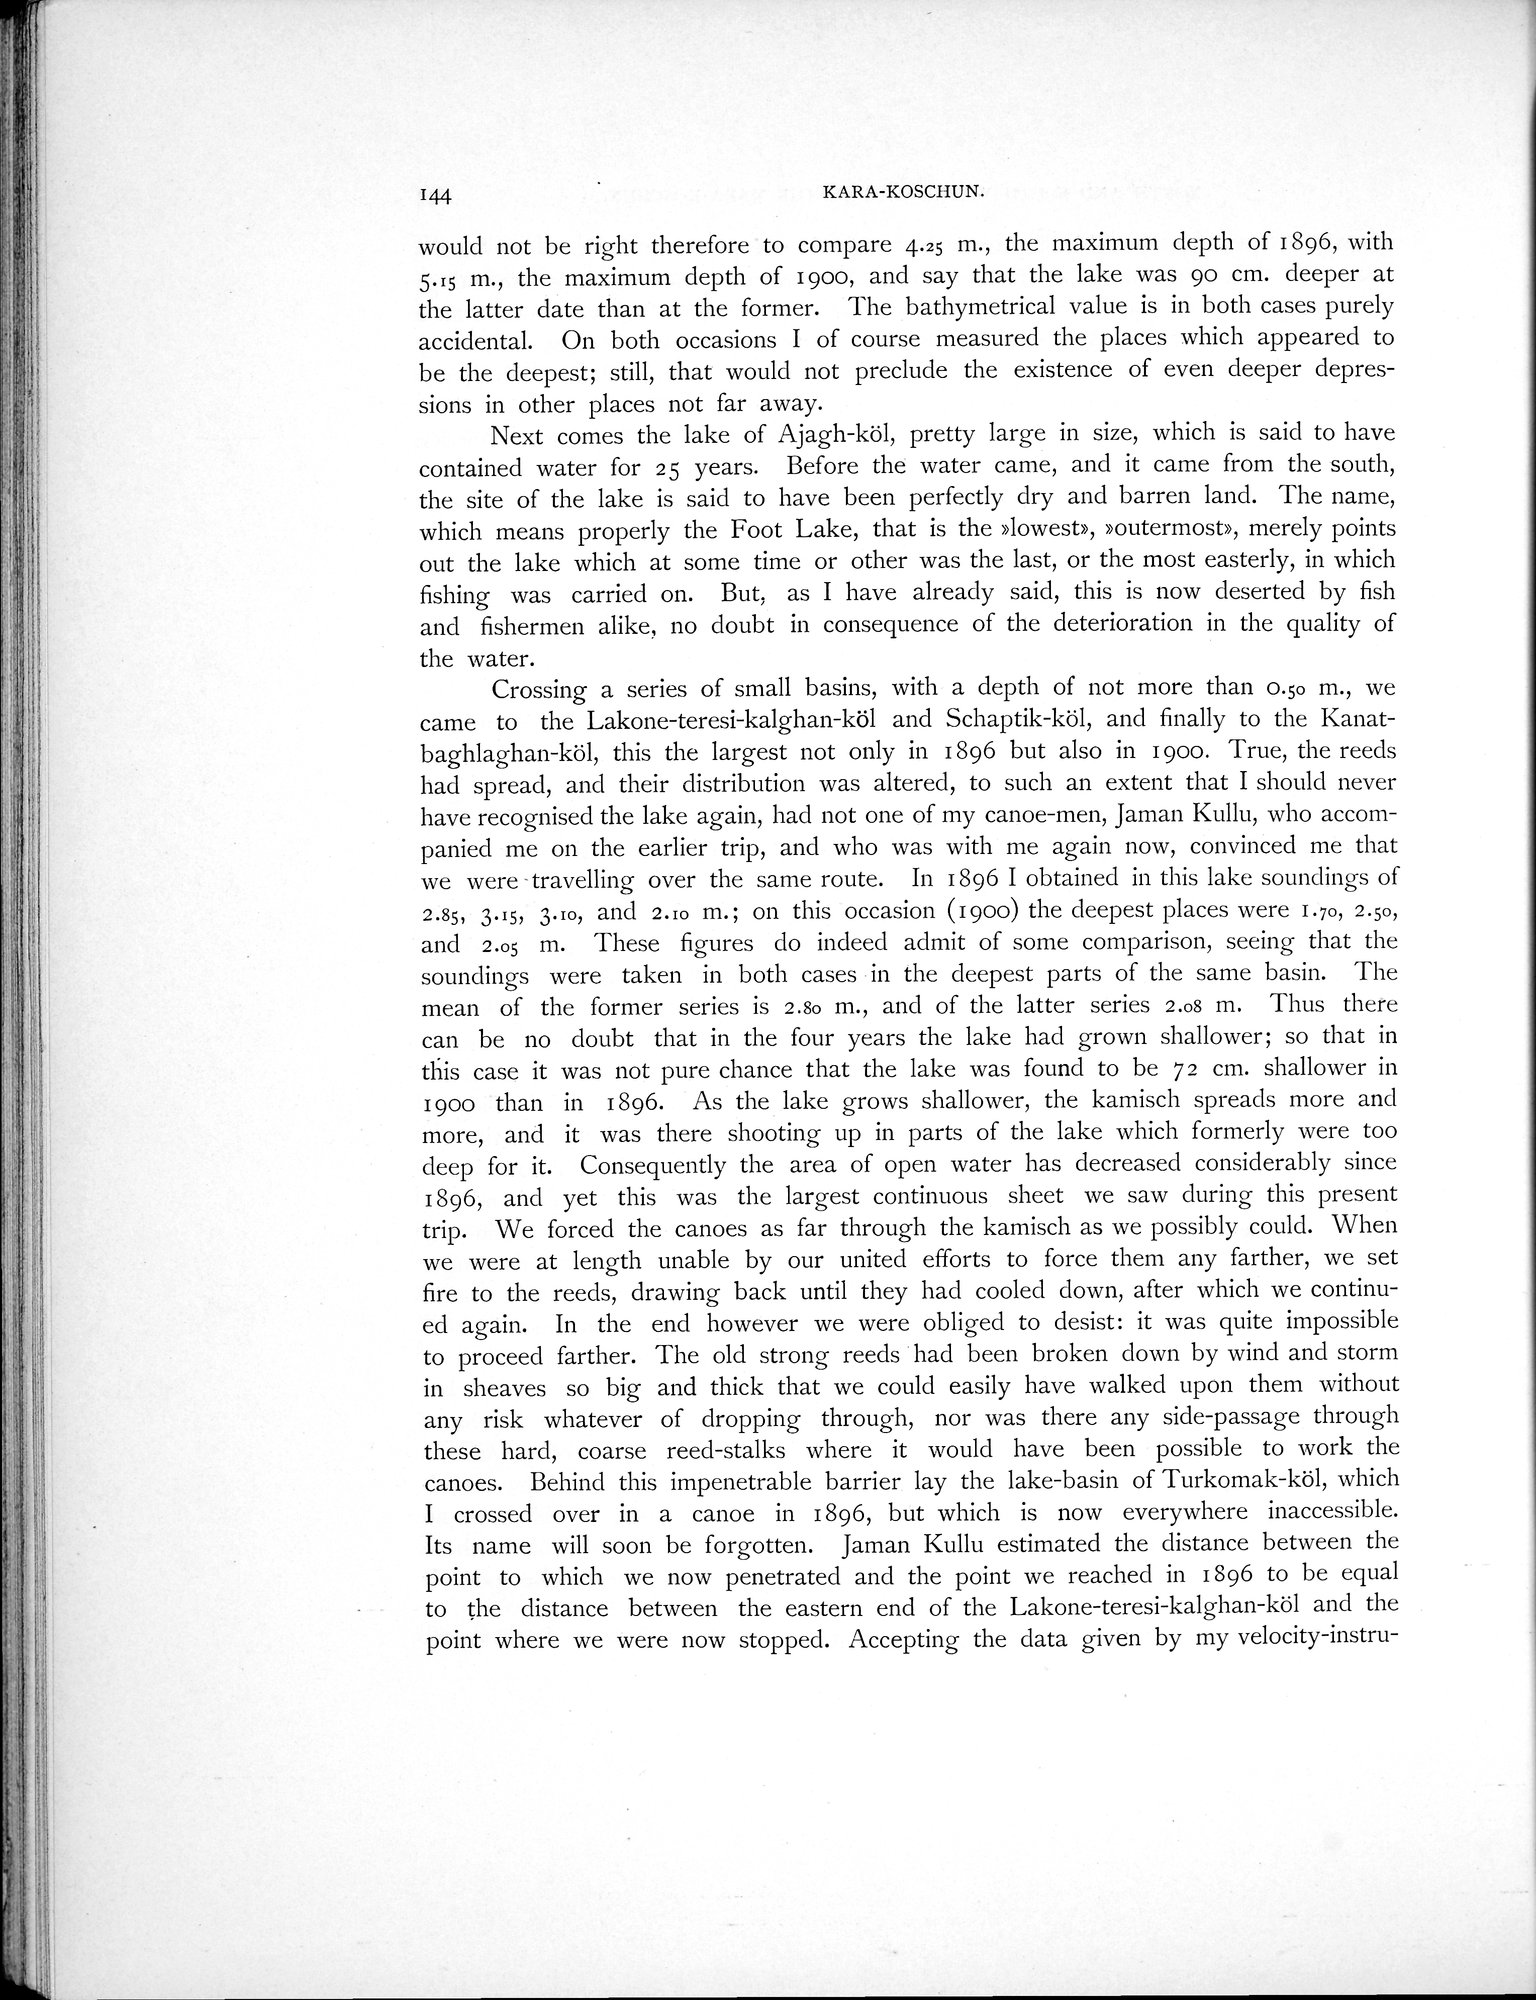 144
KARA-KOSCHUN.
would not be right therefore to compare 4.25 m., the maximum depth of 1896, with
5.15 m., the maximum depth of 1900, and say that the lake was 90 cm. deeper at
the latter date than at the former. The bathymetrical value is in both cases purely
accidental. On both occasions I of course measured the places which appeared to
be the deepest; still, that would not preclude the existence of even deeper depres-
sions in other places not far away.
Next comes the lake of Ajagh-köl, pretty large in size, which is said to have
contained water for 25 years. Before the water came, and it came from the south,
the site of the lake is said to have been perfectly dry and barren land. The name,
which means properly the Foot Lake, that is the »lowest», »outermost», merely points
out the lake which at some time or other was the last, or the most easterly, in which
fishing was carried on. But, as I have already said, this is now deserted by fish
and fishermen alike, no doubt in consequence of the deterioration in the quality of
the water.
Crossing a series of small basins, with a depth of not more than 0.50 m., we
came to the Lakone-teresi-kalghan-köl and Schaptik-köl, and finally to the Kanat-
baghlaghan-köl, this the largest not only in 1896 but also in 1900. True, the reeds
had spread, and their distribution was altered, to such an extent that I should never
have recognised the lake again, had not one of my canoe-men, Jaman Kullu, who accom-
panied me on the earlier trip, and who was with me again now, convinced me that
we were travelling over the same route. In 1896 I obtained in this lake soundings of
2.85, 3.15, 3.10, and 2.10 m.; on this occasion (1900) the deepest places were 1.70, 2.50,
and 2.05 m. These figures do indeed admit of some comparison, seeing that the
soundings were taken in both cases in the deepest parts of the same basin. The
mean of the former series is 2.80 m., and of the latter series 2.08 m. Thus there
can be no doubt that in the four years the lake had grown shallower; so that in
this case it was not pure chance that the lake was found to be 72 cm. shallower in
1900 than in 1896. As the lake grows shallower, the kamisch spreads more and
more, and it was there shooting up in parts of the lake which formerly were too
deep for it. Consequently the area of open water has decreased considerably since
1896, and yet this was the largest continuous sheet we saw during this present
trip. We forced the canoes as far through the kamisch as we possibly could. When
we were at length unable by our united efforts to force them any farther, we set
fire to the reeds, drawing back until they had cooled down, after which we continu-
ed again. In the end however we were obliged to desist: it was quite impossible
to proceed farther. The old strong reeds had been broken down by wind and storm
in sheaves so big and thick that we could easily have walked upon them without
any risk whatever of dropping through, nor was there any side-passage through
these hard, coarse reed-stalks where it would have been possible to work the
canoes. Behind this impenetrable barrier lay the lake-basin of Turkomak-köl, which
I crossed over in a canoe in 1896, but which is now everywhere inaccessible.
Its name will soon be forgotten. Jaman Kullu estimated the distance between the
point to which we now penetrated and the point we reached in 1896 to be equal
to the distance between the eastern end of the Lakone-teresi-kalghan-köl and the
point where we were now stopped. Accepting the data given by my velocity-instru-